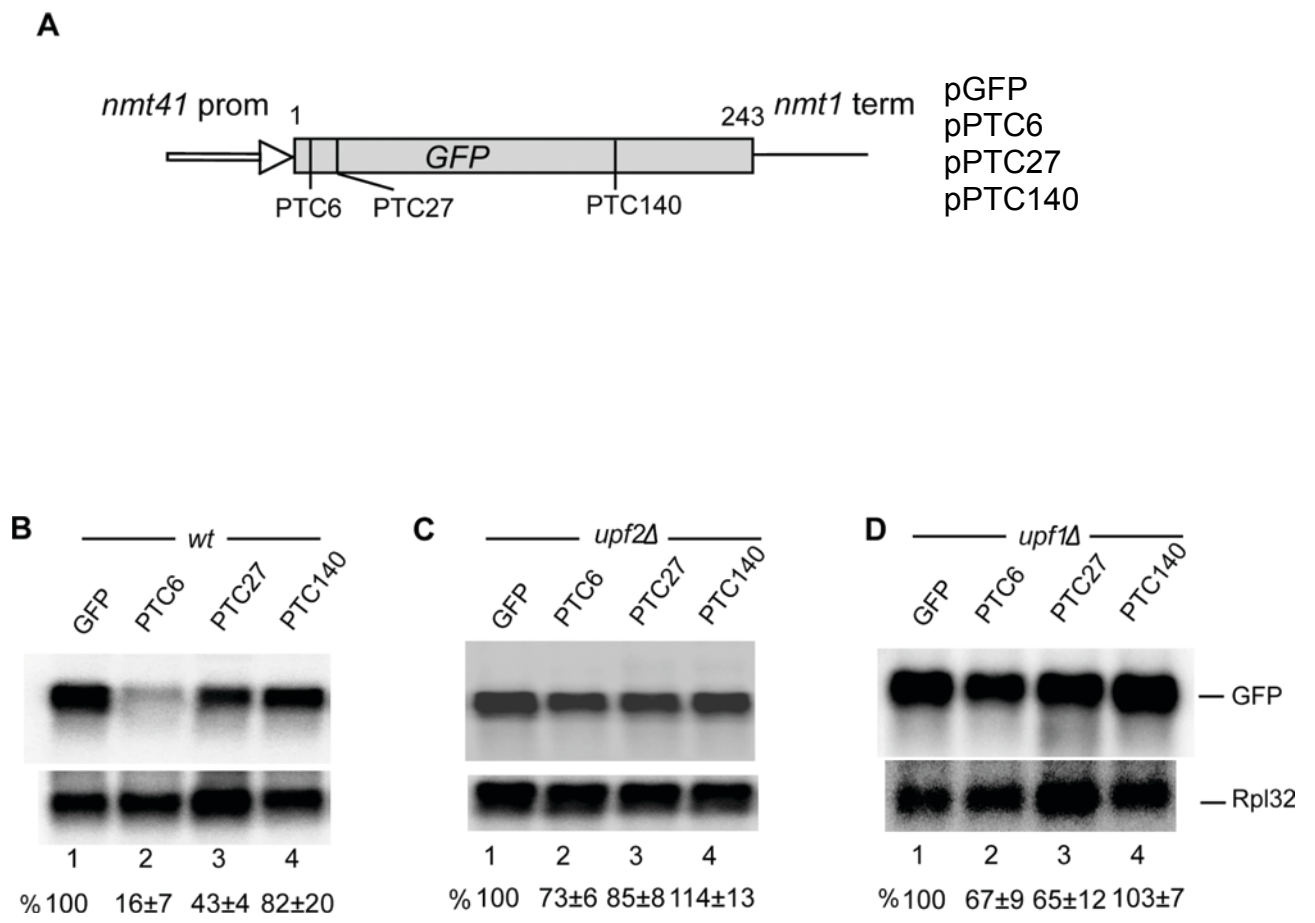 A
nmt41 prom 1 243 nmt1 term
GFP
PTC6 PTC27 PTC140
pGFP
pPTC6
pPTC27
pPTC140
B
wt
GFP PTC6 PTC27 PTC140
1 2 3 4
% 100 16±7 43±4 82±20
C
upf2Δ
GFP PTC6 PTC27 PTC140
1 2 3 4
% 100 73±6 85±8 114±13
D
upf1Δ
GFP PTC6 PTC27 PTC140
GFP
Rpl32
1 2 3 4
% 100 67±9 65±12 103±7